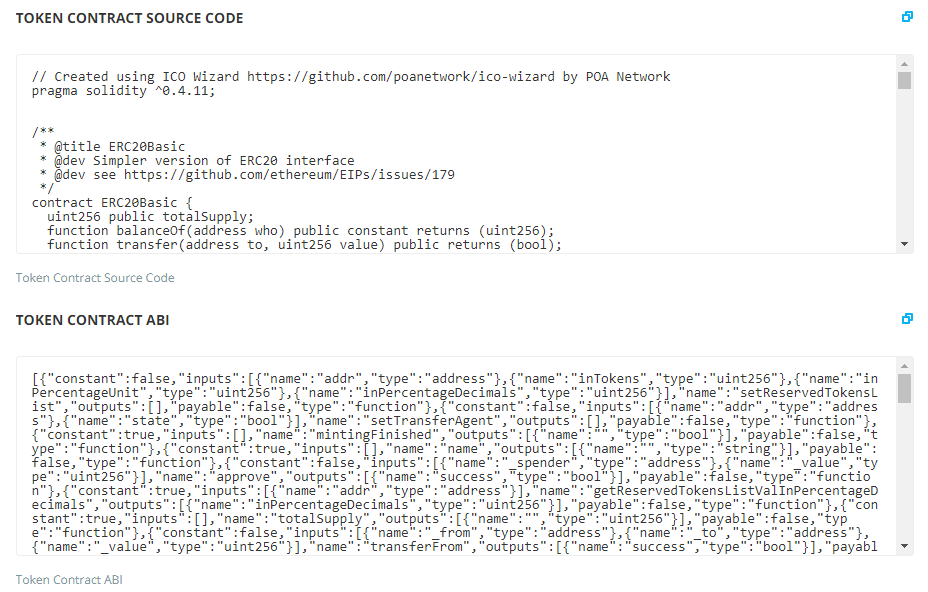 TOKEN CONTRACT SOURCE CODE
// Created using ICO Wizard https://github.com/poanetwork/ico-wizard by POA Network
pragma solidity ^0.4.11;
/**
* @title ERC20Basic
* @dev Simpler version of ERC20 interface
* @dev see https://github.com/ethereum/EIPs/issues/179
*/
contract ERC20Basic {
uint256 public totalSupply;
function balanceOf(address who) public constant returns (uint256);
function transfer(address to, uint256 value) public returns (bool);
Token Contract Source Code
TOKEN CONTRACT ABI
[{"constant":false,"inputs":[{"name":"addr","type":"address"},{"name":"inTokens","type":"uint256"},{"name":"in
PercentageUnit","type":"uint256"},{"name":"inPercentageDecimals","type":"uint256"}],"name":"setReservedTokensL
ist","outputs":[],"payable":false,"type":"function"},{"constant":false,"inputs":[{"name":"addr","type":"addres
s"},{"name":"state","type":"bool"}],"name":"setTransferAgent","outputs":[],"payable":false,"type":"function"},
{"constant":true,"inputs":[],"name":"mintingFinished","outputs":[{"name":"","type":"bool"}],"payable":false,"t
ype":"function"},{"constant":true,"inputs":[],"name":"name","outputs":[{"name":"","type":"string"}],"payable":
false,"type":"function"},{"constant":false,"inputs":[{"name":"_spender","type":"address"},{"name":"_value","ty
pe":"uint256"}],"name":"approve","outputs":[{"name":"success","type":"bool"}],"payable":false,"type":"functio
n"},{"constant":true,"inputs":[{"name":"addr","type":"address"}],"name":"getReservedTokensListValInPercentageD
ecimals","outputs":[{"name":"inPercentageDecimals","type":"uint256"}],"payable":false,"type":"function"},{"con
stant":true,"inputs":[],"name":"totalSupply","outputs":[{"name":"","type":"uint256"}],"payable":false,"typ
e":"function"},{"constant":false,"inputs":[{"name":"_from","type":"address"},{"name":"_to","type":"address"},
{"name":"_value","type":"uint256"}],"name":"transferFrom","outputs":[{"name":"success","type":"bool"}],"payabl
Token Contract ABI